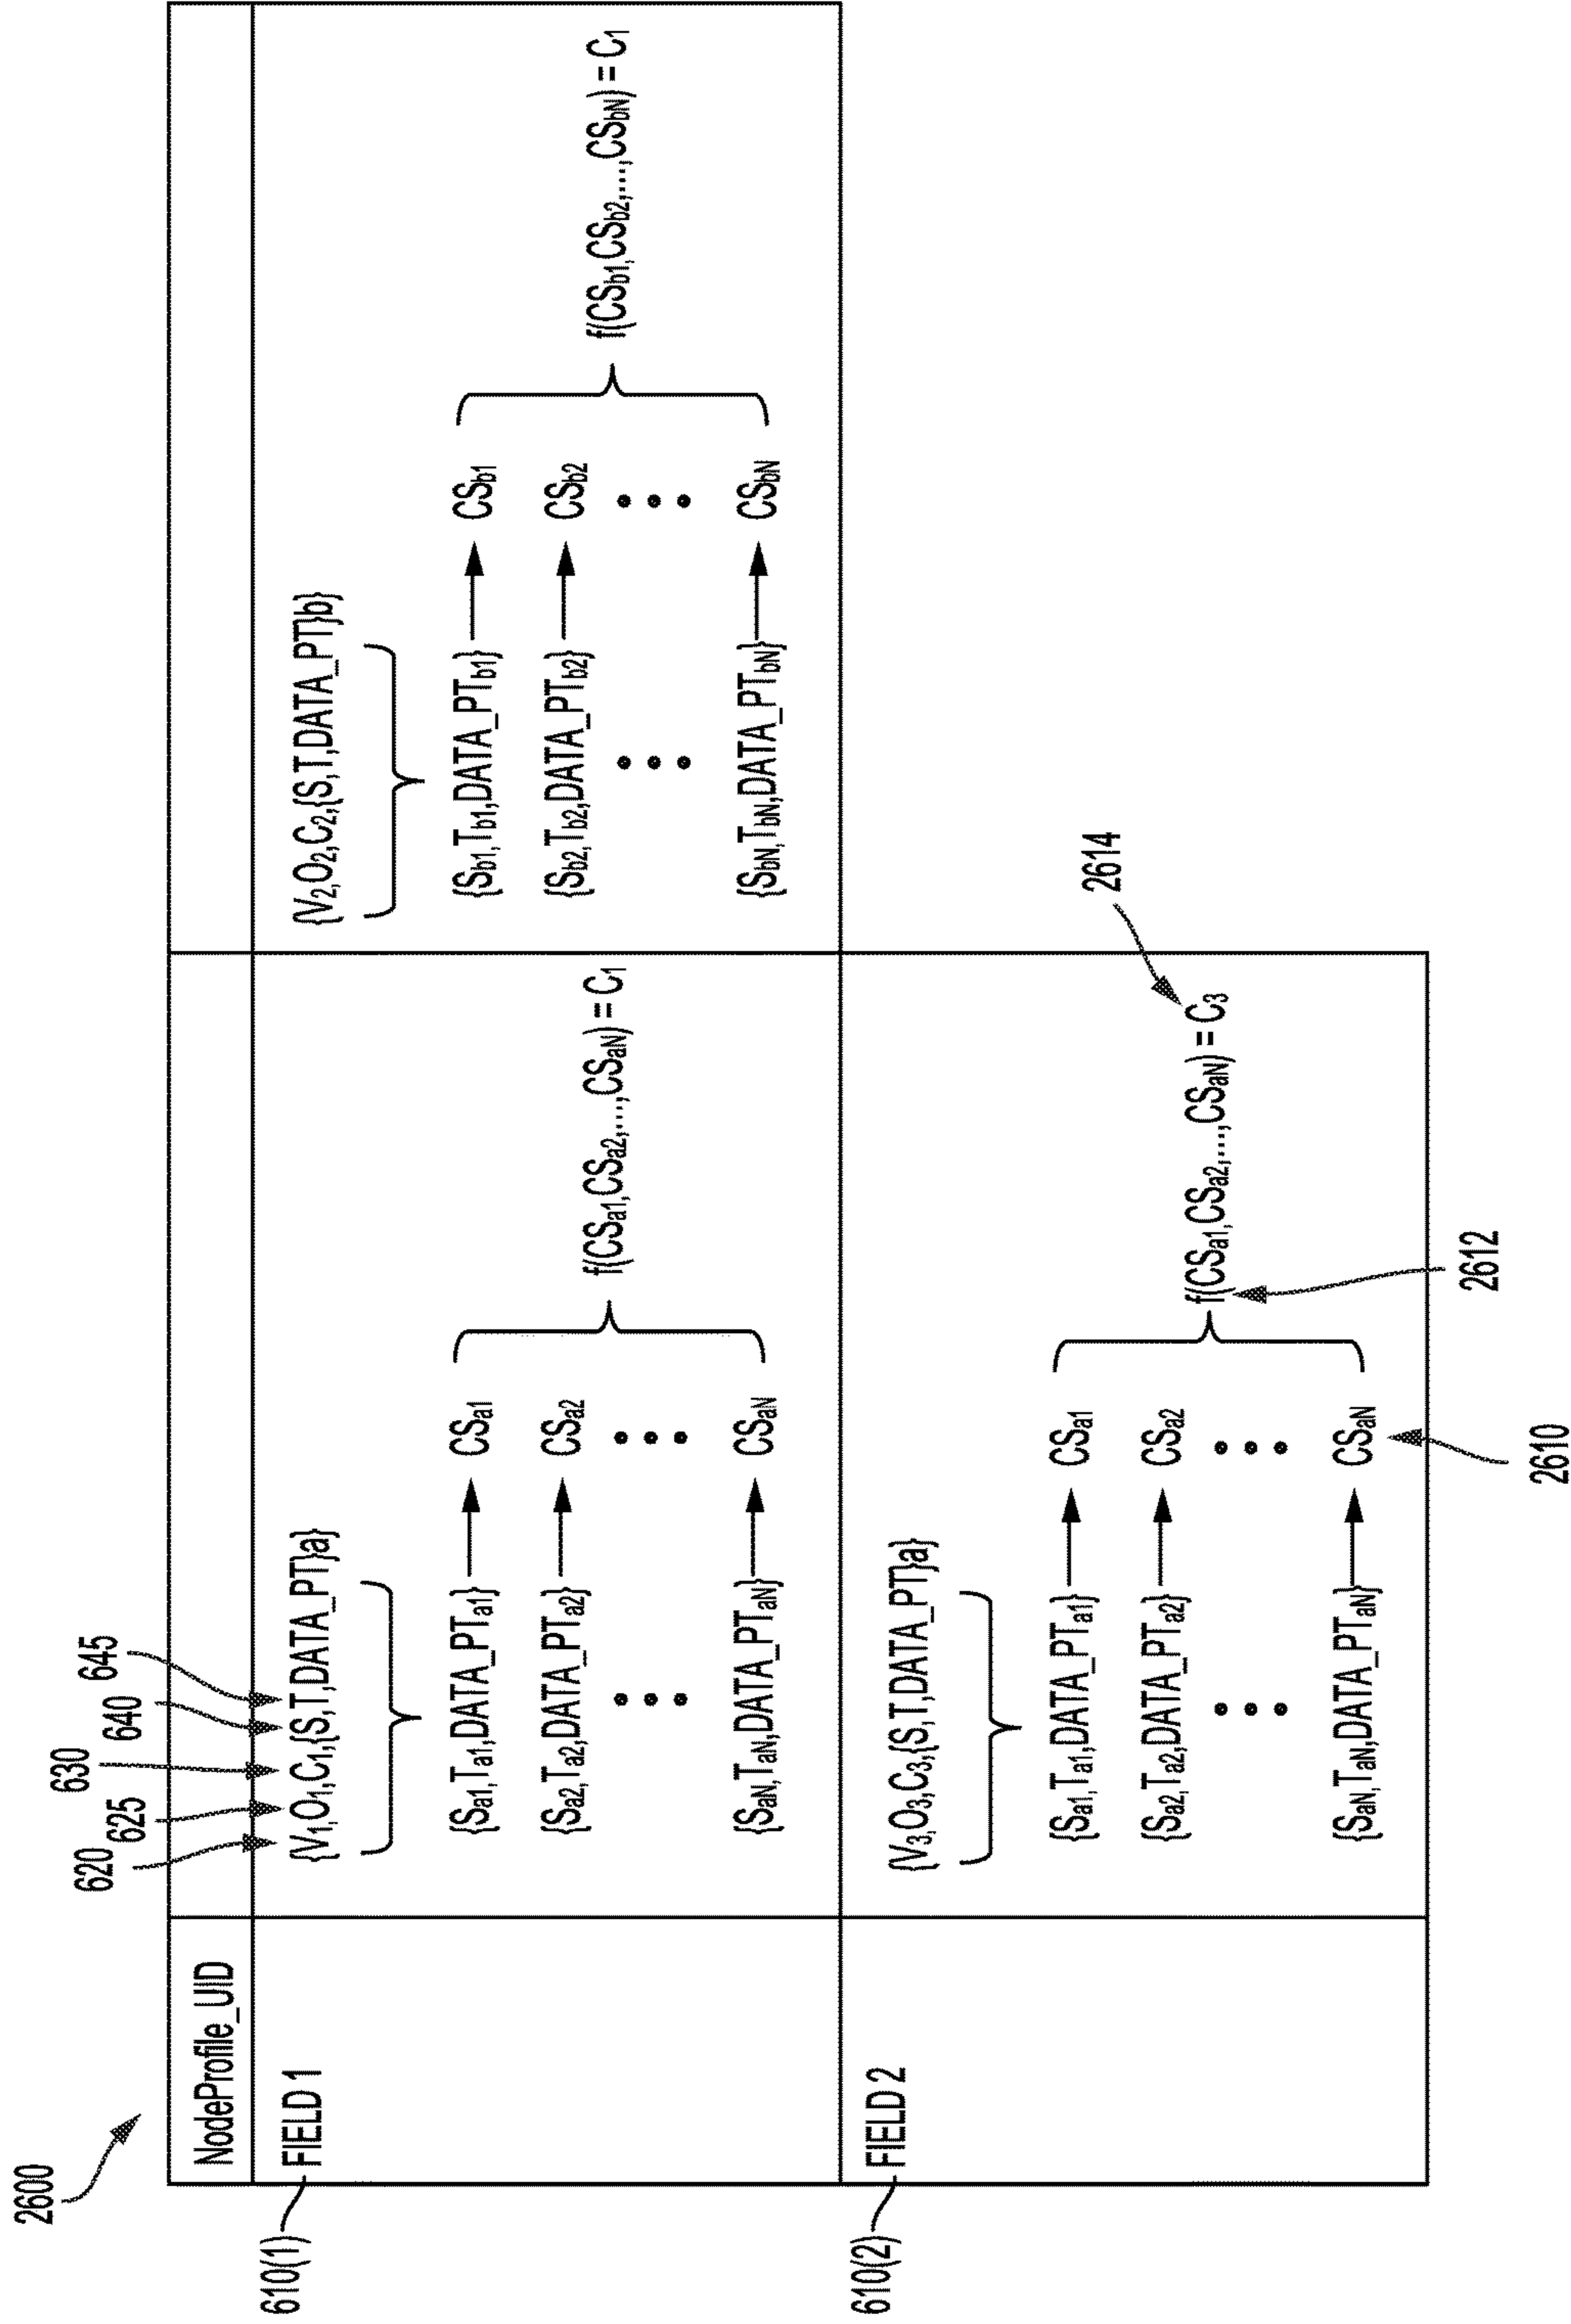 2600
620
625
630
640
645
NodeProfile_UID
610(1)
FIELD 1
{V1,O1,C1,{S,T,DATA_PT}a}
{Sa1,Ta1,DATA_PTa1} CSa1
{Sa2,Ta2,DATA_PTa2} CSa2
f(CSa1,CSa2,...,CSaN) = C1
{SaN,TaN,DATA_PTaN} CSaN
{V2,O2,C2,{S,T,DATA_PT}b}
{Sb1,Tb1,DATA_PTb1} CSb1
{Sb2,Tb2,DATA_PTb2} CSb2
f(CSb1,CSb2,...,CSbN) = C1
{SbN,TbN,DATA_PTbN} CSbN
610(2)
FIELD 2
{V3,O3,C3,{S,T,DATA_PT}a}
{Sa1,Ta1,DATA_PTa1} CSa1
{Sa2,Ta2,DATA_PTa2} CSa2
f(CSa1,CSa2,...,CSaN) = C3
{SaN,TaN,DATA_PTaN} CSaN
2614
2612
2610